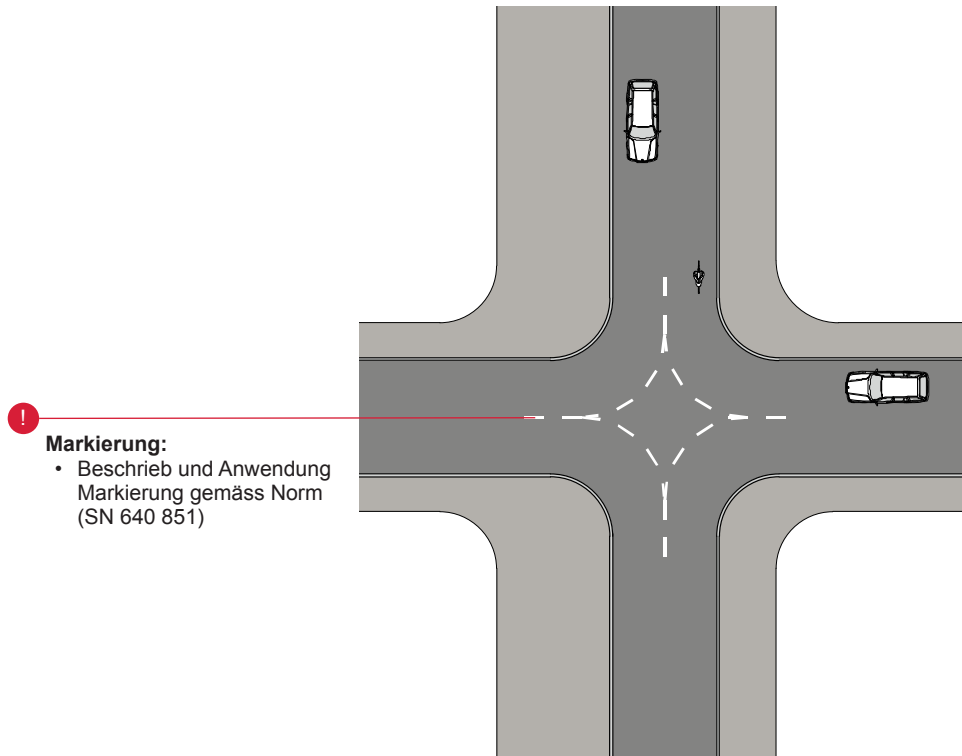 !
Markierung:
• Beschrieb und Anwendung
Markierung gemäss Norm
(SN 640 851)